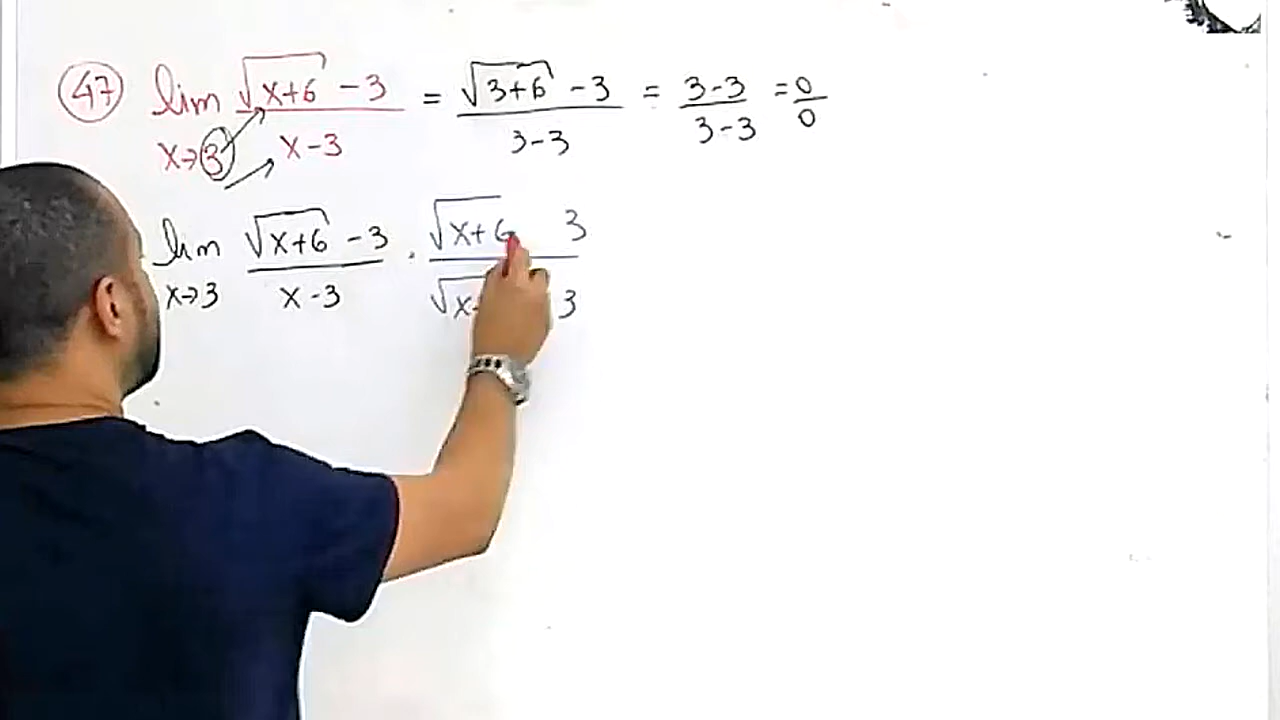 47 lim x→3 (√(x+6) - 3)/(x-3) = (√(3+6) - 3)/(3-3) = (3-3)/(3-3) = 0/0
lim x→3 (√(x+6) - 3)/(x-3) · (√(x+6) 3)/(√x 3)